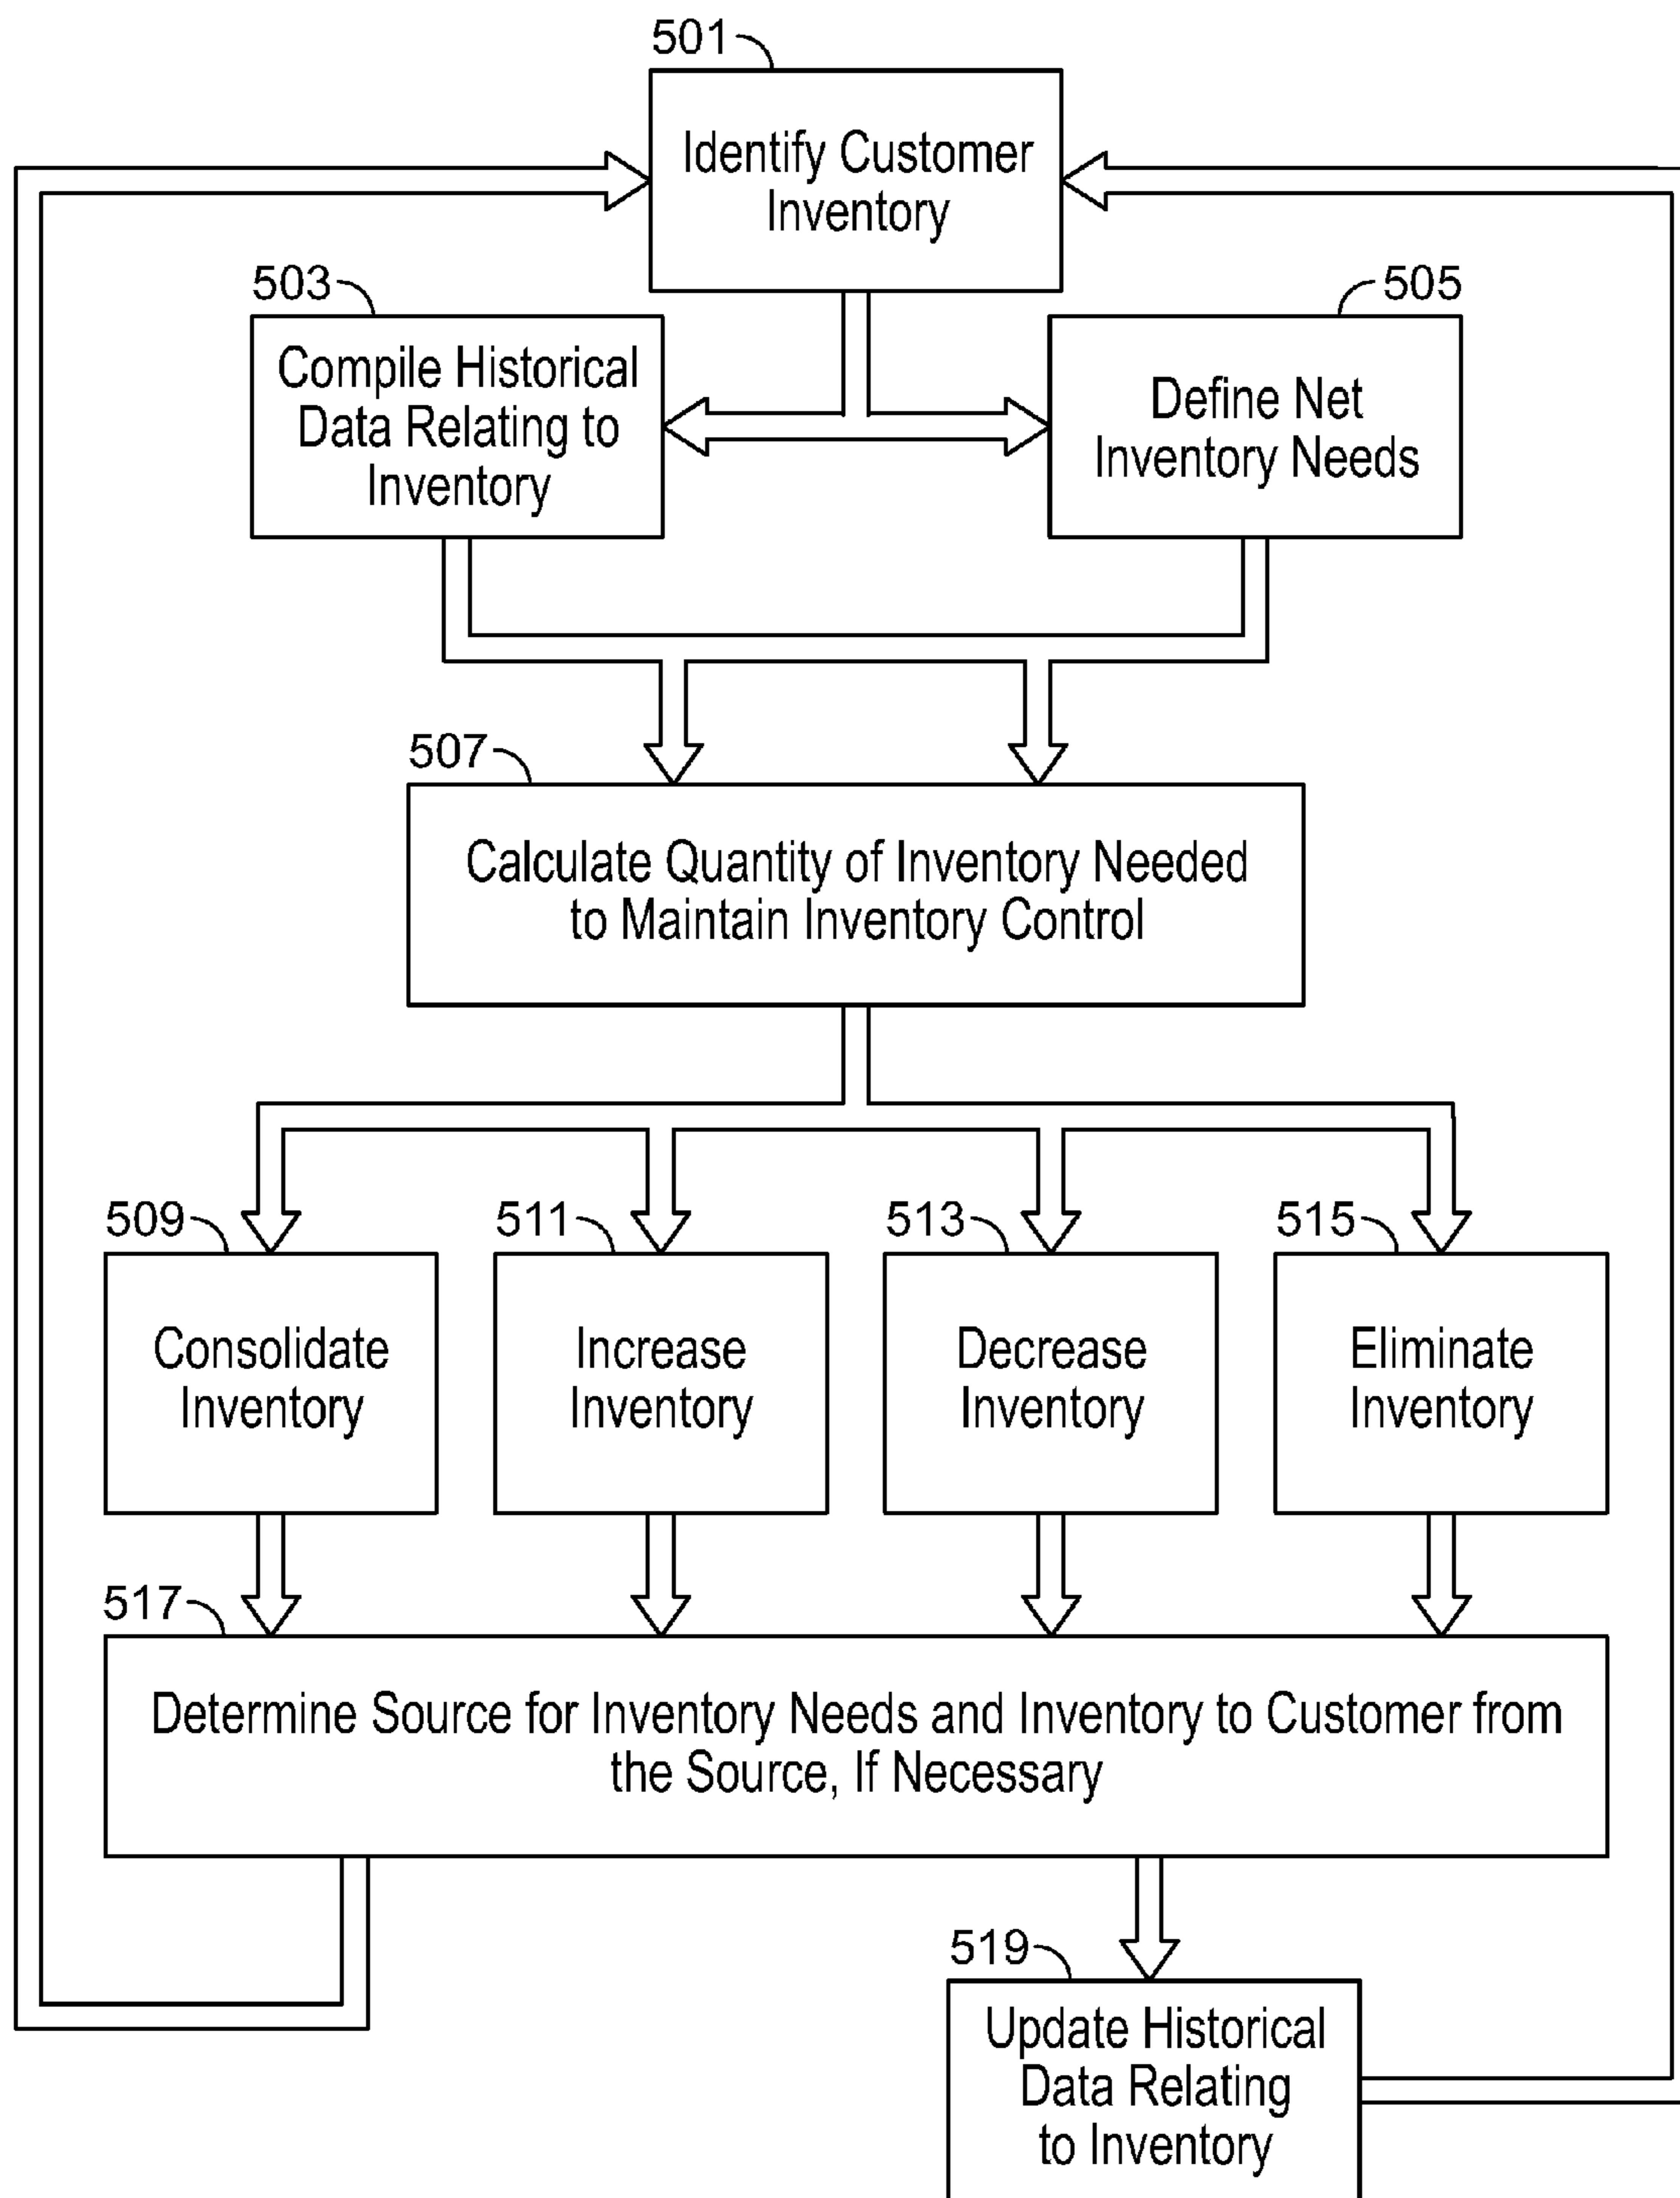 501
Identify Customer
Inventory
503
Compile Historical
Data Relating to
Inventory
505
Define Net
Inventory Needs
507
Calculate Quantity of Inventory Needed
to Maintain Inventory Control
509
Consolidate
Inventory
511
Increase
Inventory
513
Decrease
Inventory
515
Eliminate
Inventory
517
Determine Source for Inventory Needs and Inventory to Customer from
the Source, If Necessary
519
Update Historical
Data Relating
to Inventory